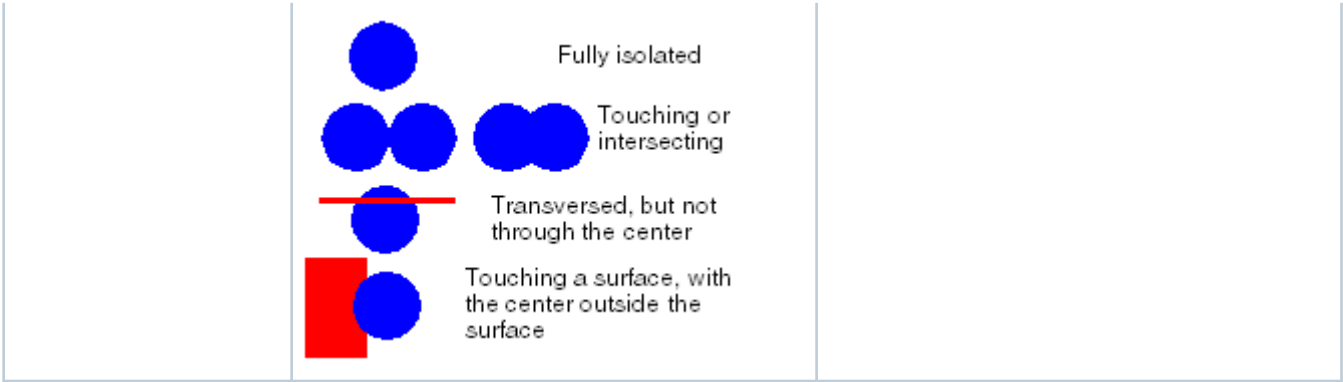 Fully isolated
Touching or
intersecting
Transversed, but not
through the center
Touching a surface, with
the center outside the
surface